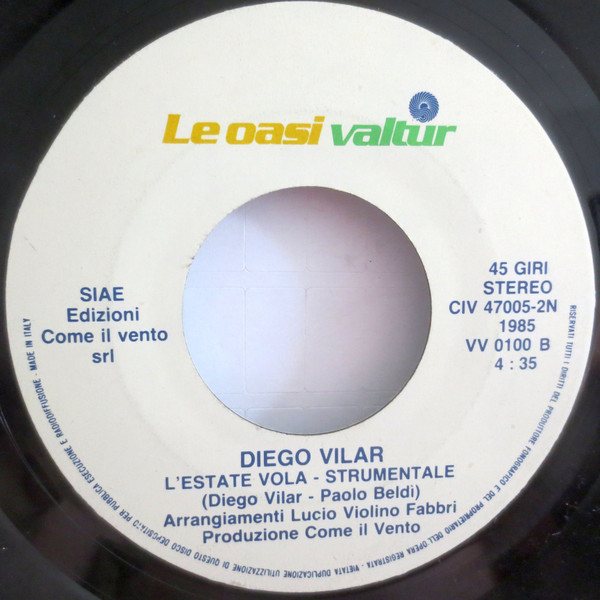 Le oasi valtur
SIAE
Edizioni
Come il vento
srl
45 GIRI
STEREO
CIV 47005-2N
1985
VV 0100 B
4 : 35
DIEGO VILAR
L'ESTATE VOLA - STRUMENTALE
(Diego Vilar - Paolo Beldì)
Arrangiamenti Lucio Violino Fabbri
Produzione Come il Vento
RISERVATI TUTTI I DIRITTI DEL PRODUTTORE FONOGRAFICO E DEL PROPRIETARIO DELL'OPERA REGISTRATA - VIETATA DUPLICAZIONE UTILIZZAZIONE DI QUESTO DISCO DEPOSITATO PER PUBBLICA ESECUZIONE E RADIODIFFUSIONE - MADE IN ITALY